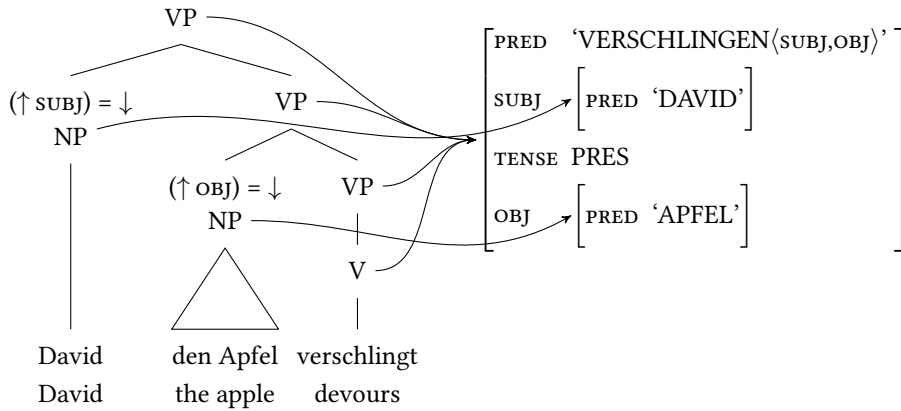 VP
PRED ‘VERSCHLINGEN⟨SUBJ,OBJ⟩’
(↑ SUBJ) = ↓
VP
SUBJ
PRED ‘DAVID’
NP
TENSE PRES
(↑ OBJ) = ↓
VP
NP
OBJ
PRED ‘APFEL’
V
David den Apfel verschlingt
David the apple devours